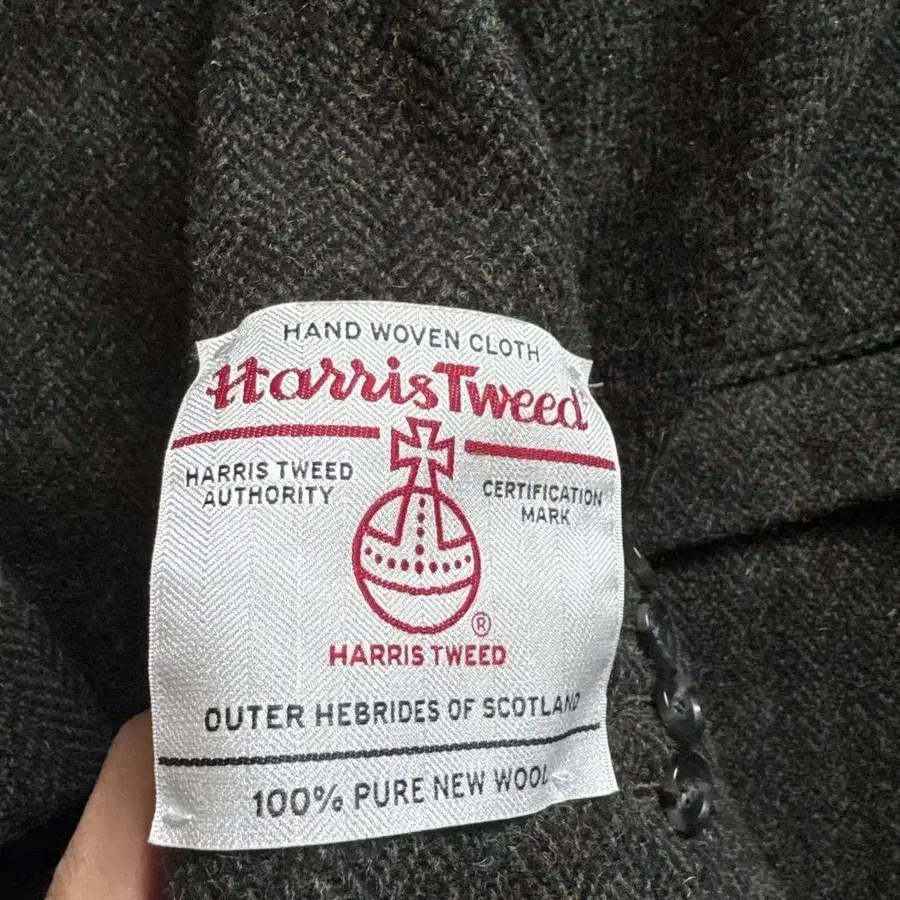 HAND WOVEN CLOTH
Harris Tweed
HARRIS TWEED
AUTHORITY
CERTIFICATION
MARK
®
HARRIS TWEED
OUTER HEBRIDES OF SCOTLAND
100% PURE NEW WOOL